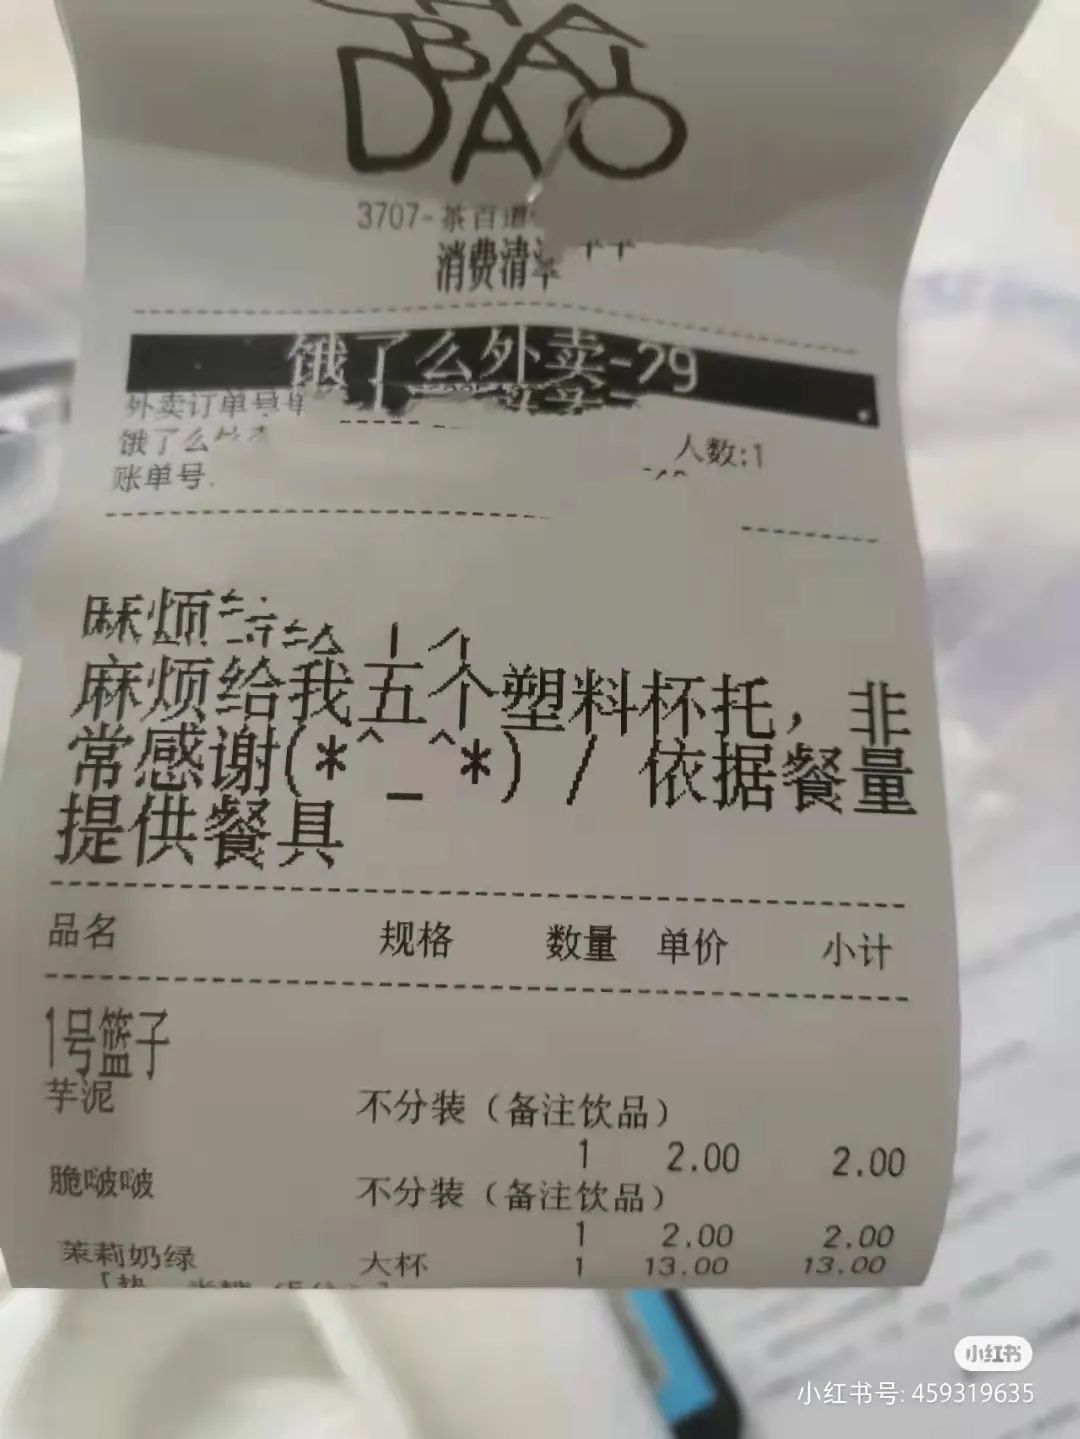 CHA
BAI
DAO
3707-茶百道
消费清
饿了么外卖-29
外卖订单号
饿了么
人数:1
账单号
麻烦
麻烦给我五个塑料杯托，非
常感谢(*^_^*) / 依据餐量
提供餐具
品名 规格 数量 单价 小计
1号篮子
芋泥 不分装（备注饮品）
1 2.00 2.00
脆啵啵 不分装（备注饮品）
1 2.00 2.00
茉莉奶绿 大杯 1 13.00 13.00
小红书
小红书号: 459319635